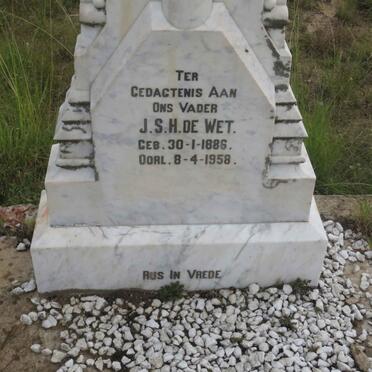 TER
GEDACTENIS AAN
ONS VADER
J.S.H. DE WET.
GEB. 30-1-1886.
OORL. 8-4-1958.
RUS IN VREDE